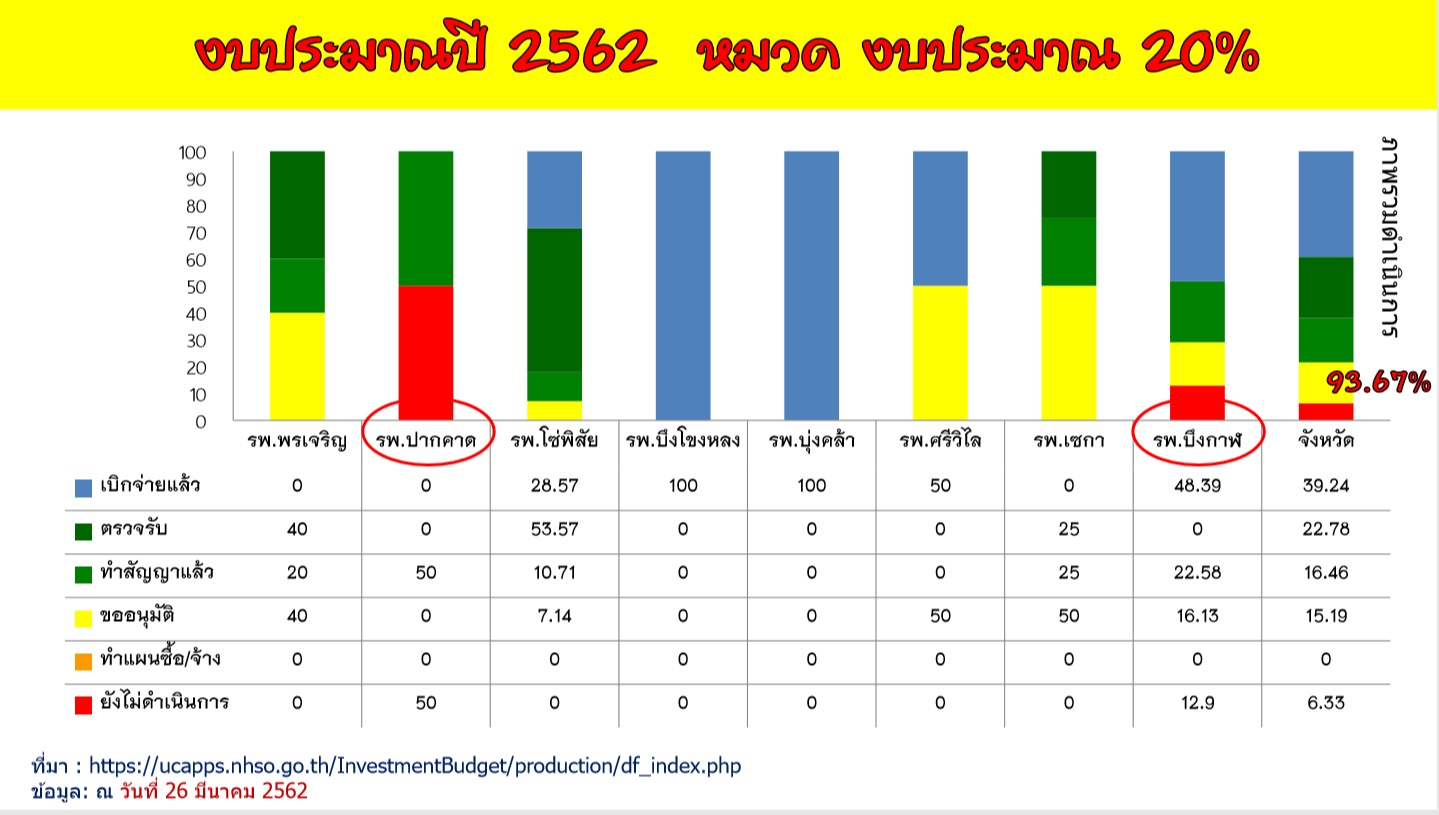 งบประมาณปี 2562 หมวด งบประมาณ 20%
ภาพรวมดำเนินการ
93.67%
100
90
80
70
60
50
40
30
20
10
0
รพ.พรเจริญ รพ.ปากคาด รพ.โซ่พิสัย รพ.บึงโขงหลง รพ.บุ่งคล้า รพ.ศรีวิไล รพ.เซกา รพ.บึงกาฬ จังหวัด
เบิกจ่ายแล้ว 0 0 28.57 100 100 50 0 48.39 39.24
ตรวจรับ 40 0 53.57 0 0 0 25 0 22.78
ทำสัญญาแล้ว 20 50 10.71 0 0 0 25 22.58 16.46
ขออนุมัติ 40 0 7.14 0 0 50 50 16.13 15.19
ทำแผนซื้อ/จ้าง 0 0 0 0 0 0 0 0 0
ยังไม่ดำเนินการ 0 50 0 0 0 0 0 12.9 6.33
ที่มา : https://ucapps.nhso.go.th/InvestmentBudget/production/df_index.php
ข้อมูล: ณ วันที่ 26 มีนาคม 2562